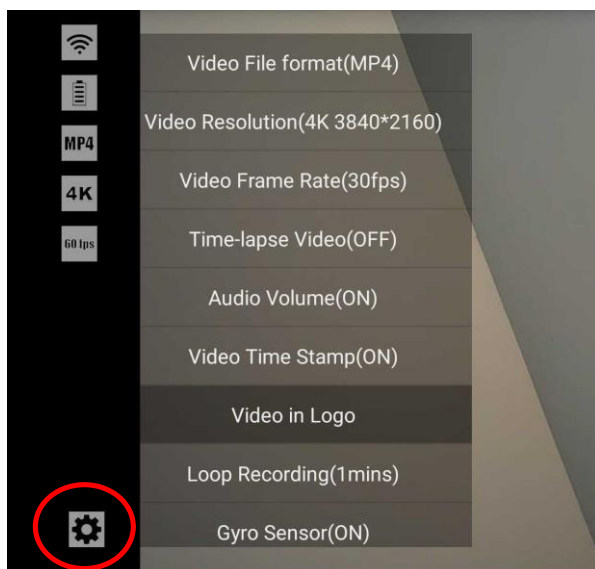 MP4
4K
60 fps
Video File format(MP4)
Video Resolution(4K 3840*2160)
Video Frame Rate(30fps)
Time-lapse Video(OFF)
Audio Volume(ON)
Video Time Stamp(ON)
Video in Logo
Loop Recording(1mins)
Gyro Sensor(ON)